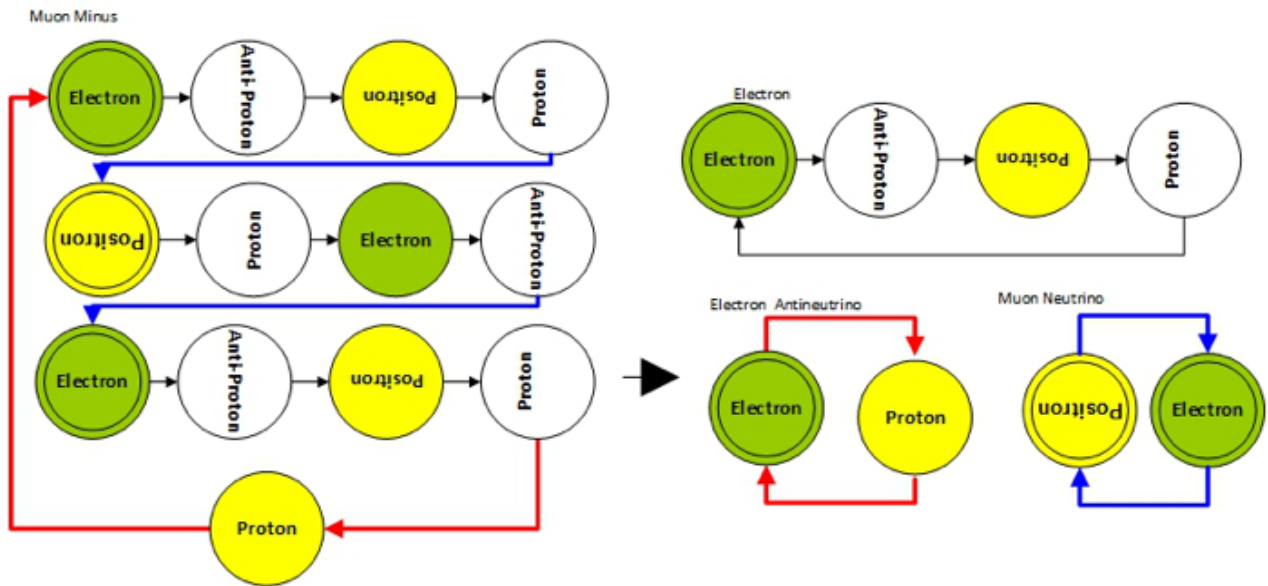 Muon Minus
Electron
Anti-Proton
Positron
Proton
Positron
Proton
Electron
Anti-Proton
Electron
Anti-Proton
Positron
Proton
Proton
Electron
Electron
Anti-Proton
Positron
Proton
Electron Antineutrino
Electron
Proton
Muon Neutrino
Positron
Electron